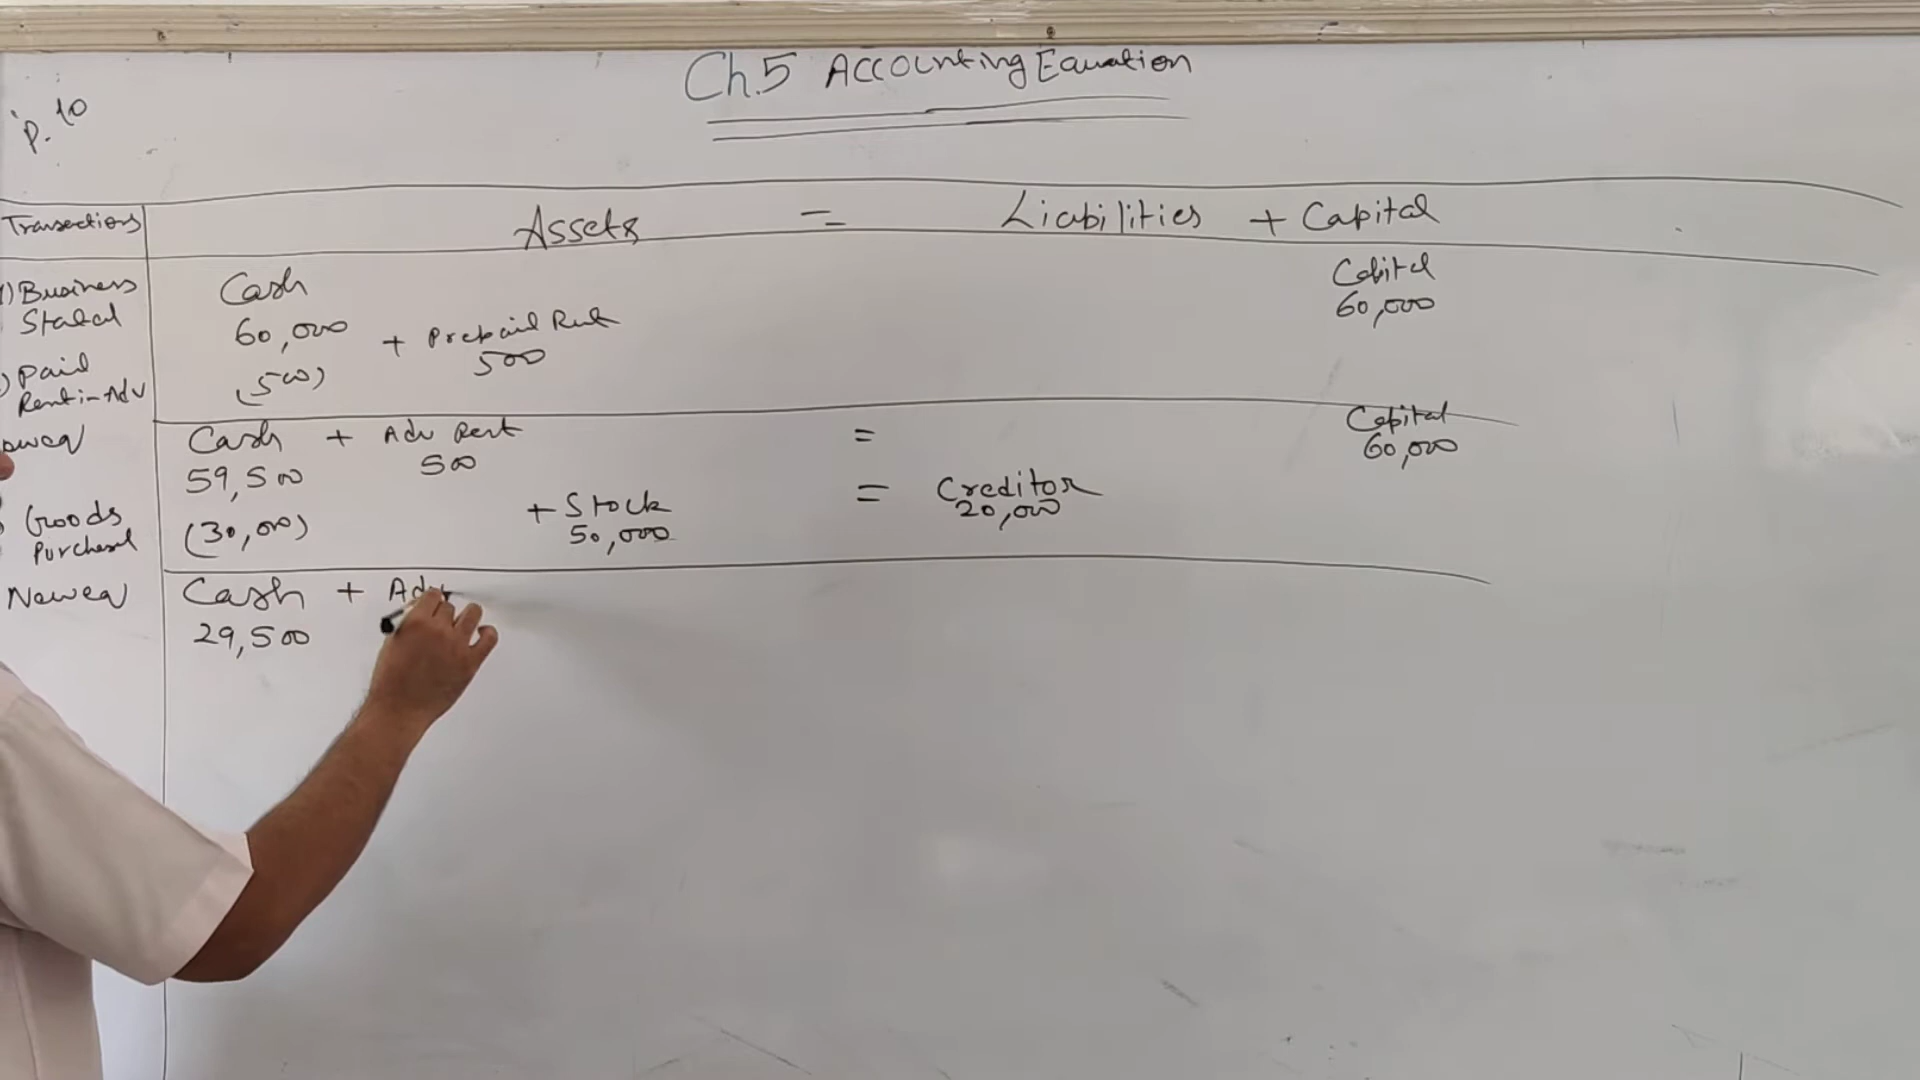 Ch.5 Accounting Equation
P. 10
Transactions Assets = Liabilities + Capital
1) Business Started
Cash
60,000
Capital
60,000
Paid Rent in Adv
(500)
+ Prepaid Rent
500
Cash + Adv Rent = Capital
59,500 500 60,000
Goods Purchased
(30,000)
+ Stock = Creditor
50,000 20,000
New eq Cash + Adv
29,500